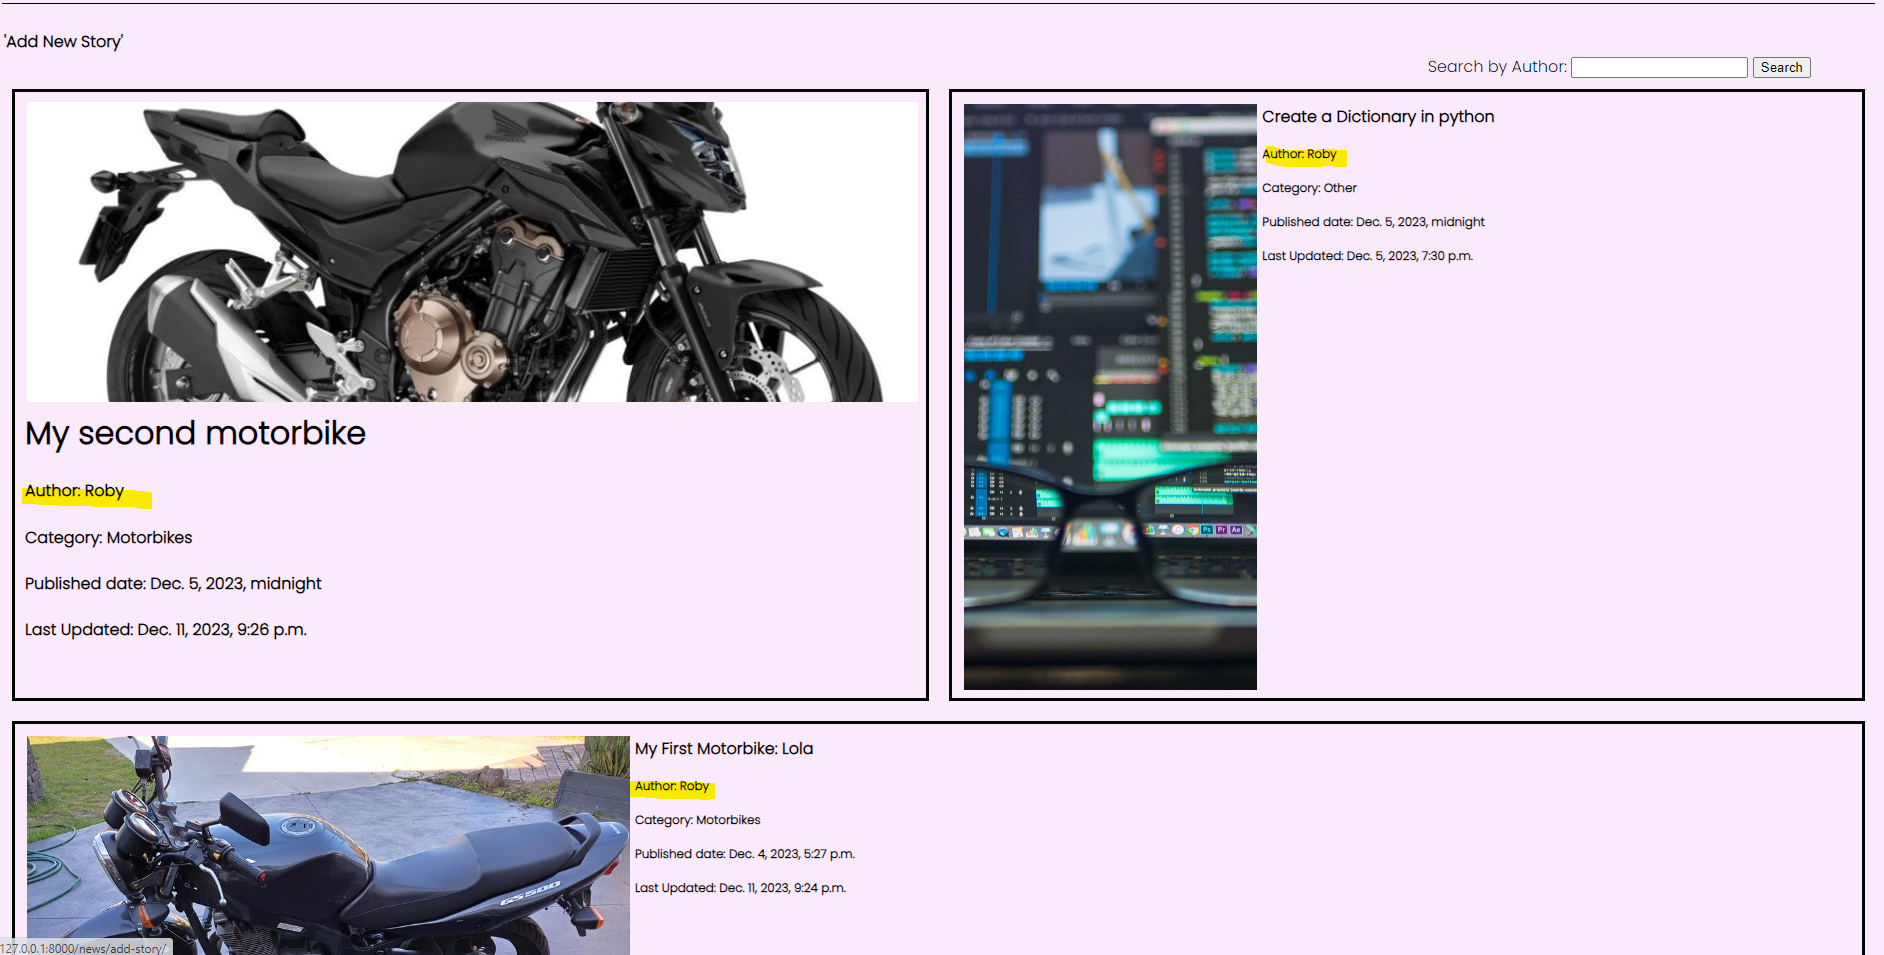 'Add New Story'
Search by Author: Search
My second motorbike
Author: Roby
Category: Motorbikes
Published date: Dec. 5, 2023, midnight
Last Updated: Dec. 11, 2023, 9:26 p.m.
Create a Dictionary in python
Author: Roby
Category: Other
Published date: Dec. 5, 2023, midnight
Last Updated: Dec. 5, 2023, 7:30 p.m.
Ps Pr Ae
My First Motorbike: Lola
Author: Roby
Category: Motorbikes
Published date: Dec. 4, 2023, 5:27 p.m.
Last Updated: Dec. 11, 2023, 9:24 p.m.
GS500
127.0.0.1:8000/news/add-story/